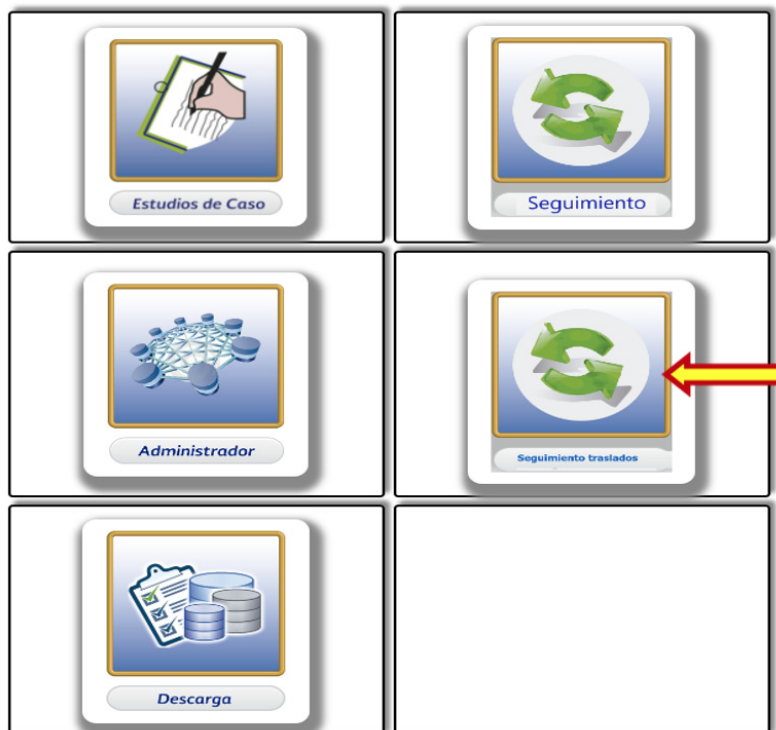 Estudios de Caso
Seguimiento
Administrador
Seguimiento traslados
Descarga